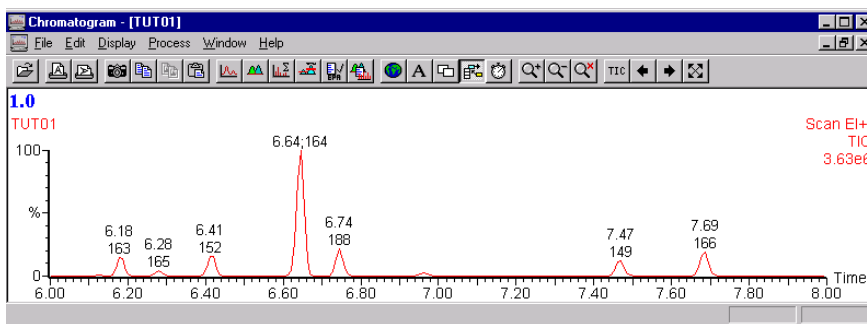 Chromatogram - [TUT01]
File Edit Display Process Window Help
EPA A TIC
1.0
TUT01
Scan EI+
TIC
3.63e6
100
%
0
6.64;164
6.18
163
6.28
165
6.41
152
6.74
188
7.47
149
7.69
166
6.00 6.20 6.40 6.60 6.80 7.00 7.20 7.40 7.60 7.80 8.00 Time